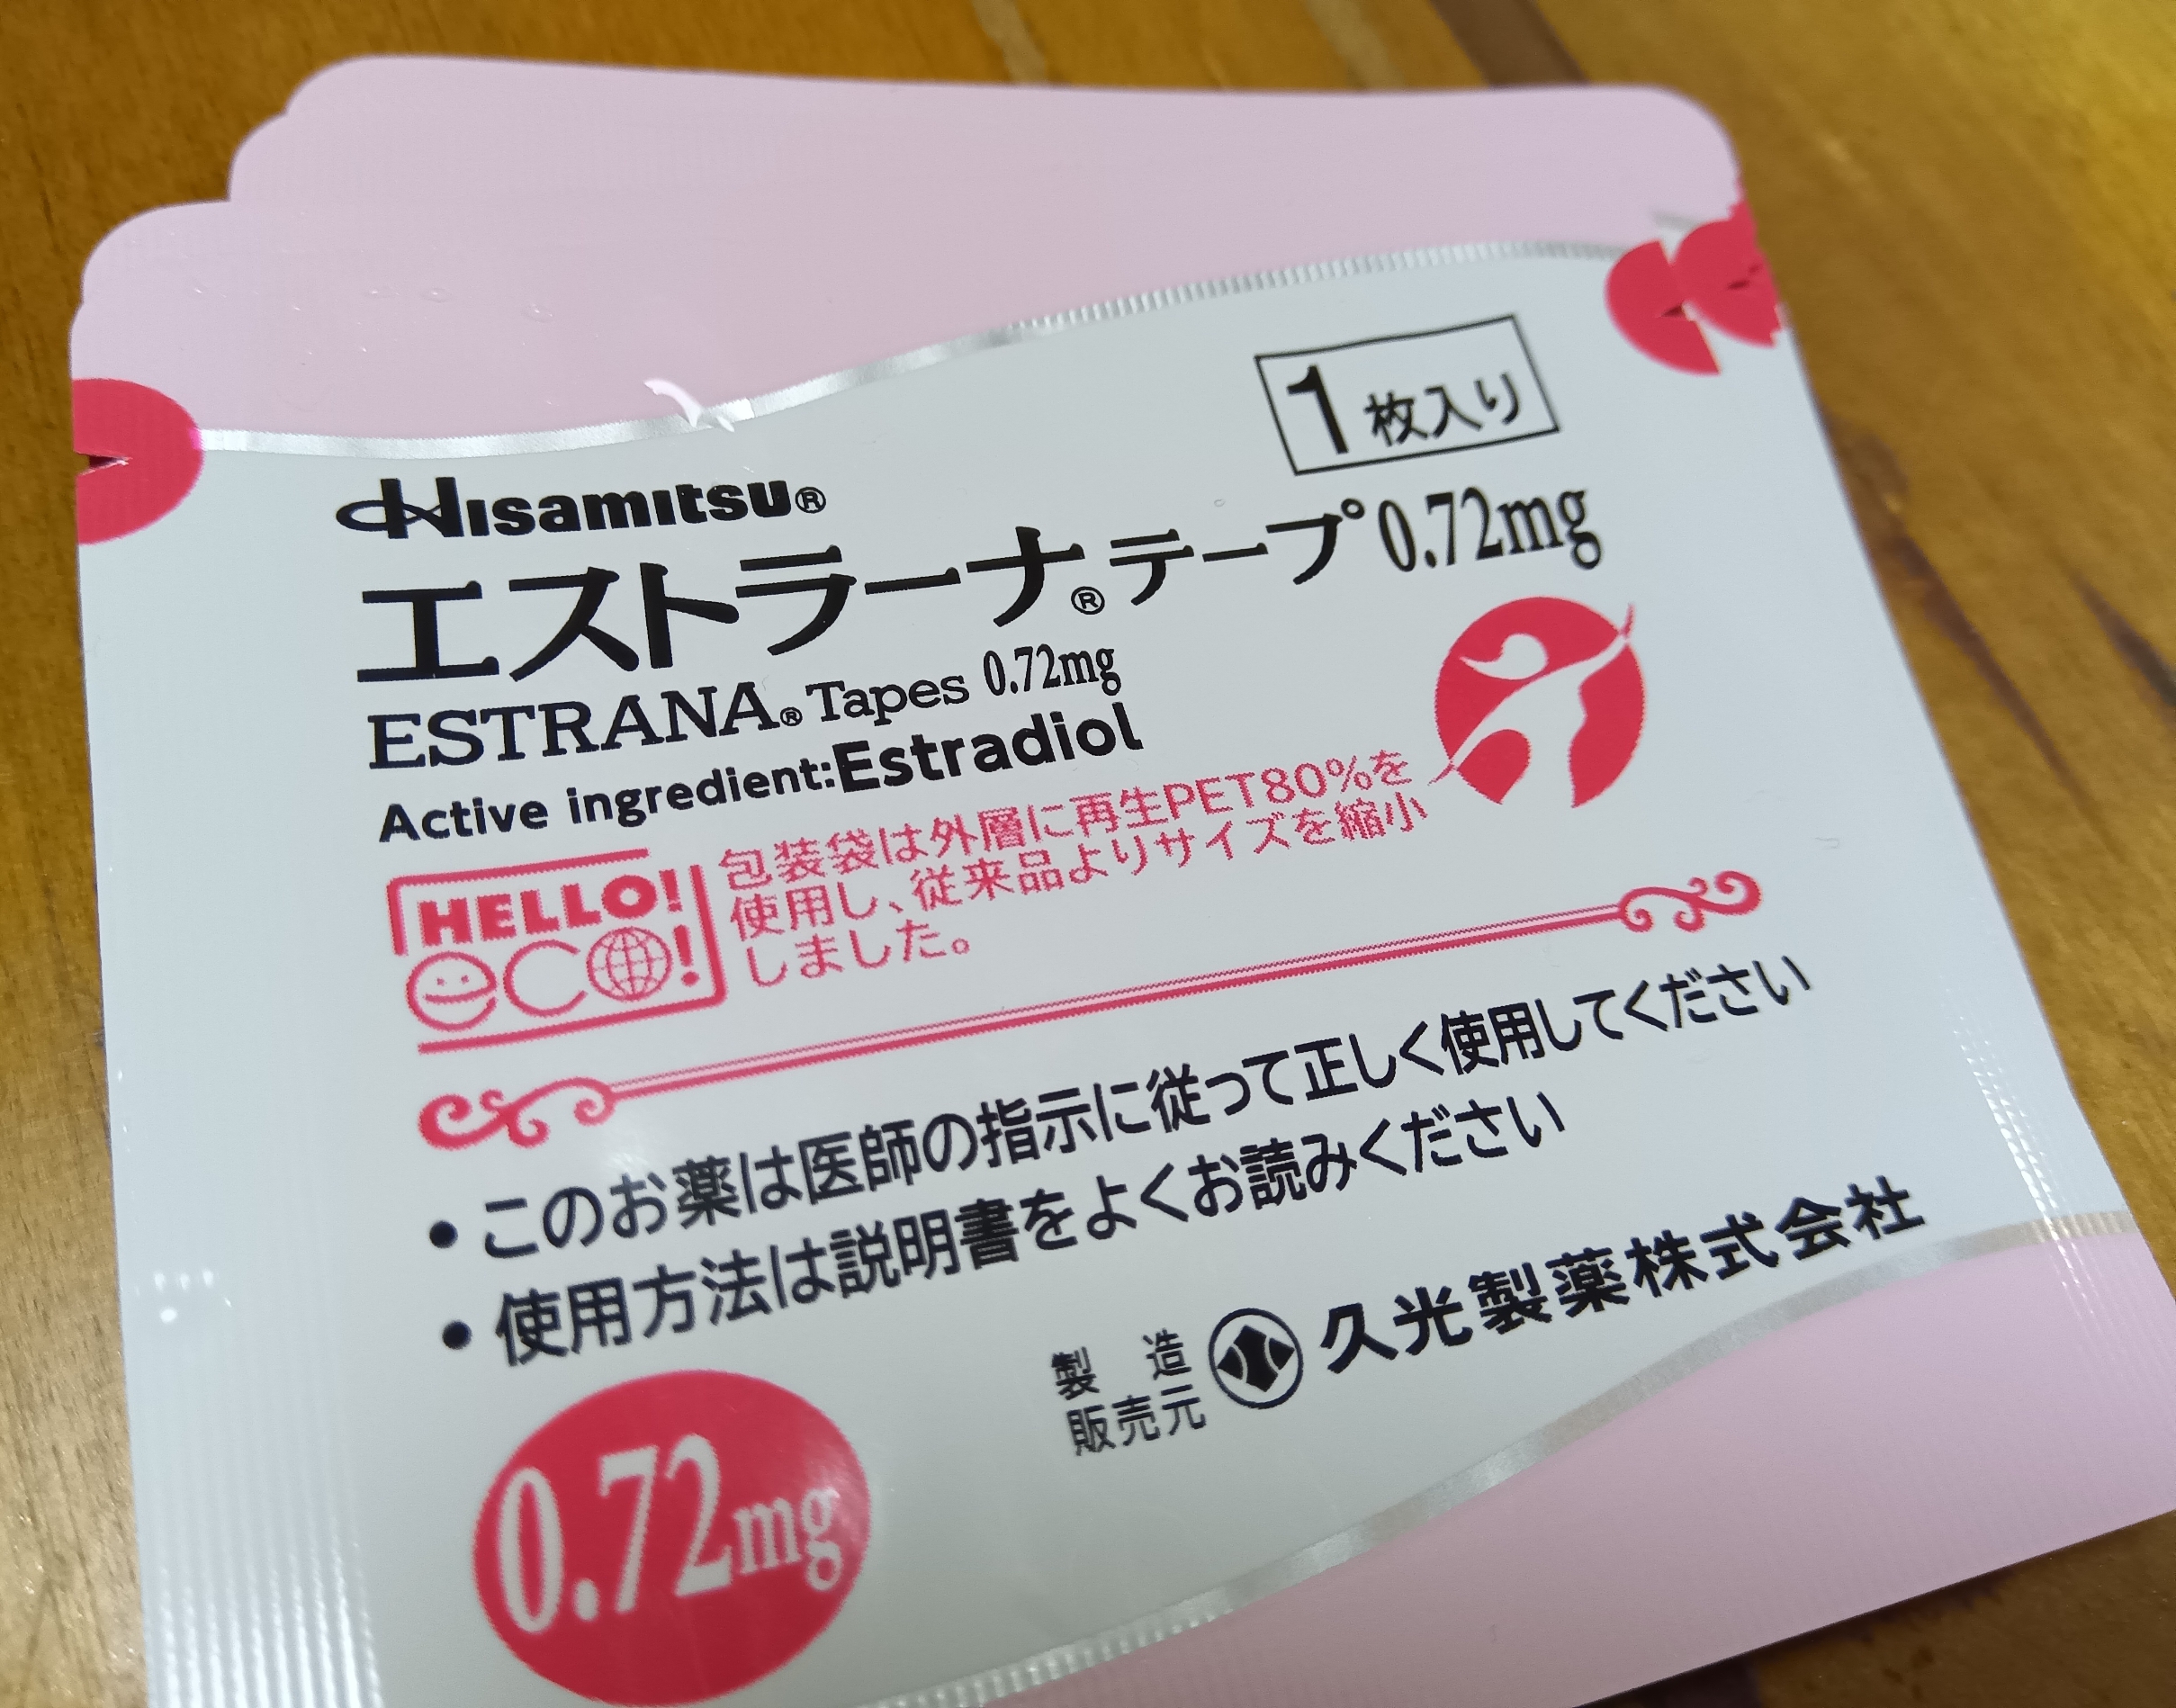 1枚入り
HISAMITSU®
エストラーナ®テープ0.72mg
ESTRANA® Tapes 0.72mg
Active ingredient:Estradiol
HELLO!
eco!
包装袋は外層に再生PET80%を
使用し、従来品よりサイズを縮小
しました。
• このお薬は医師の指示に従って正しく使用してください
• 使用方法は説明書をよくお読みください
製造
販売元
久光製薬株式会社
0.72mg